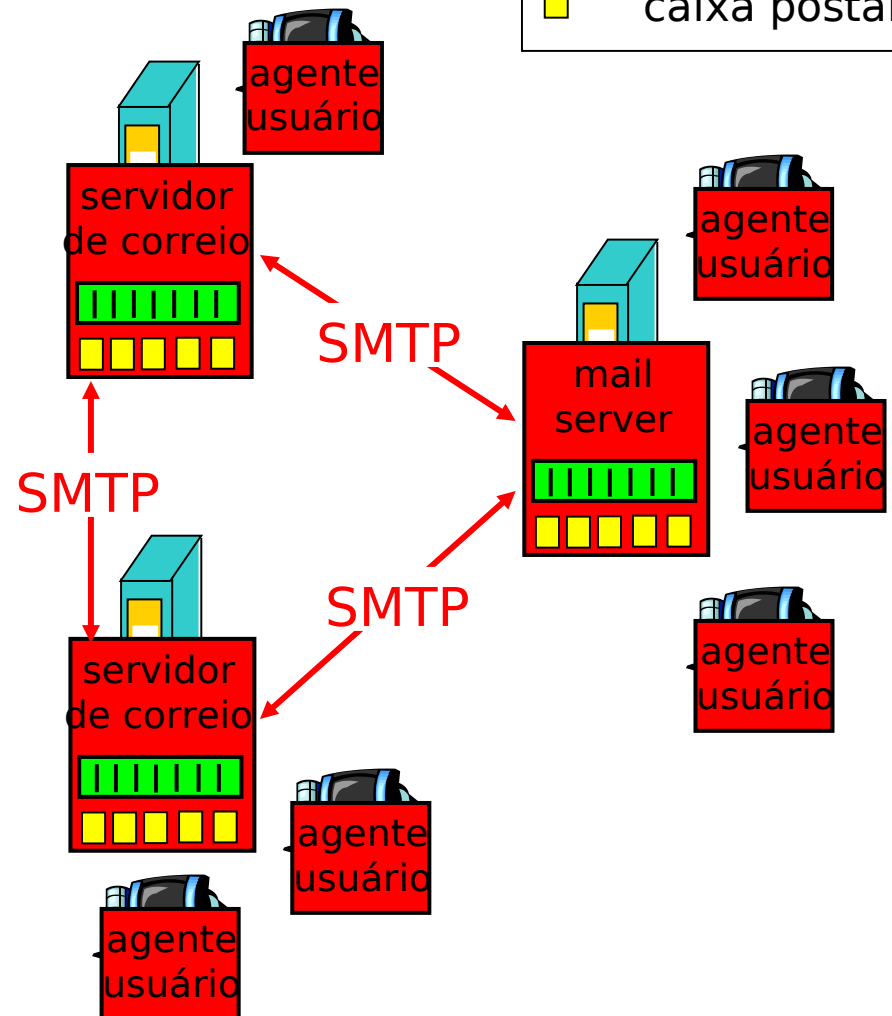 caixa postal
agente
usuário
servidor
de correio
agente
usuário
SMTP
mail
server
agente
usuário
SMTP
SMTP
agente
usuário
servidor
de correio
agente
usuário
agente
usuário